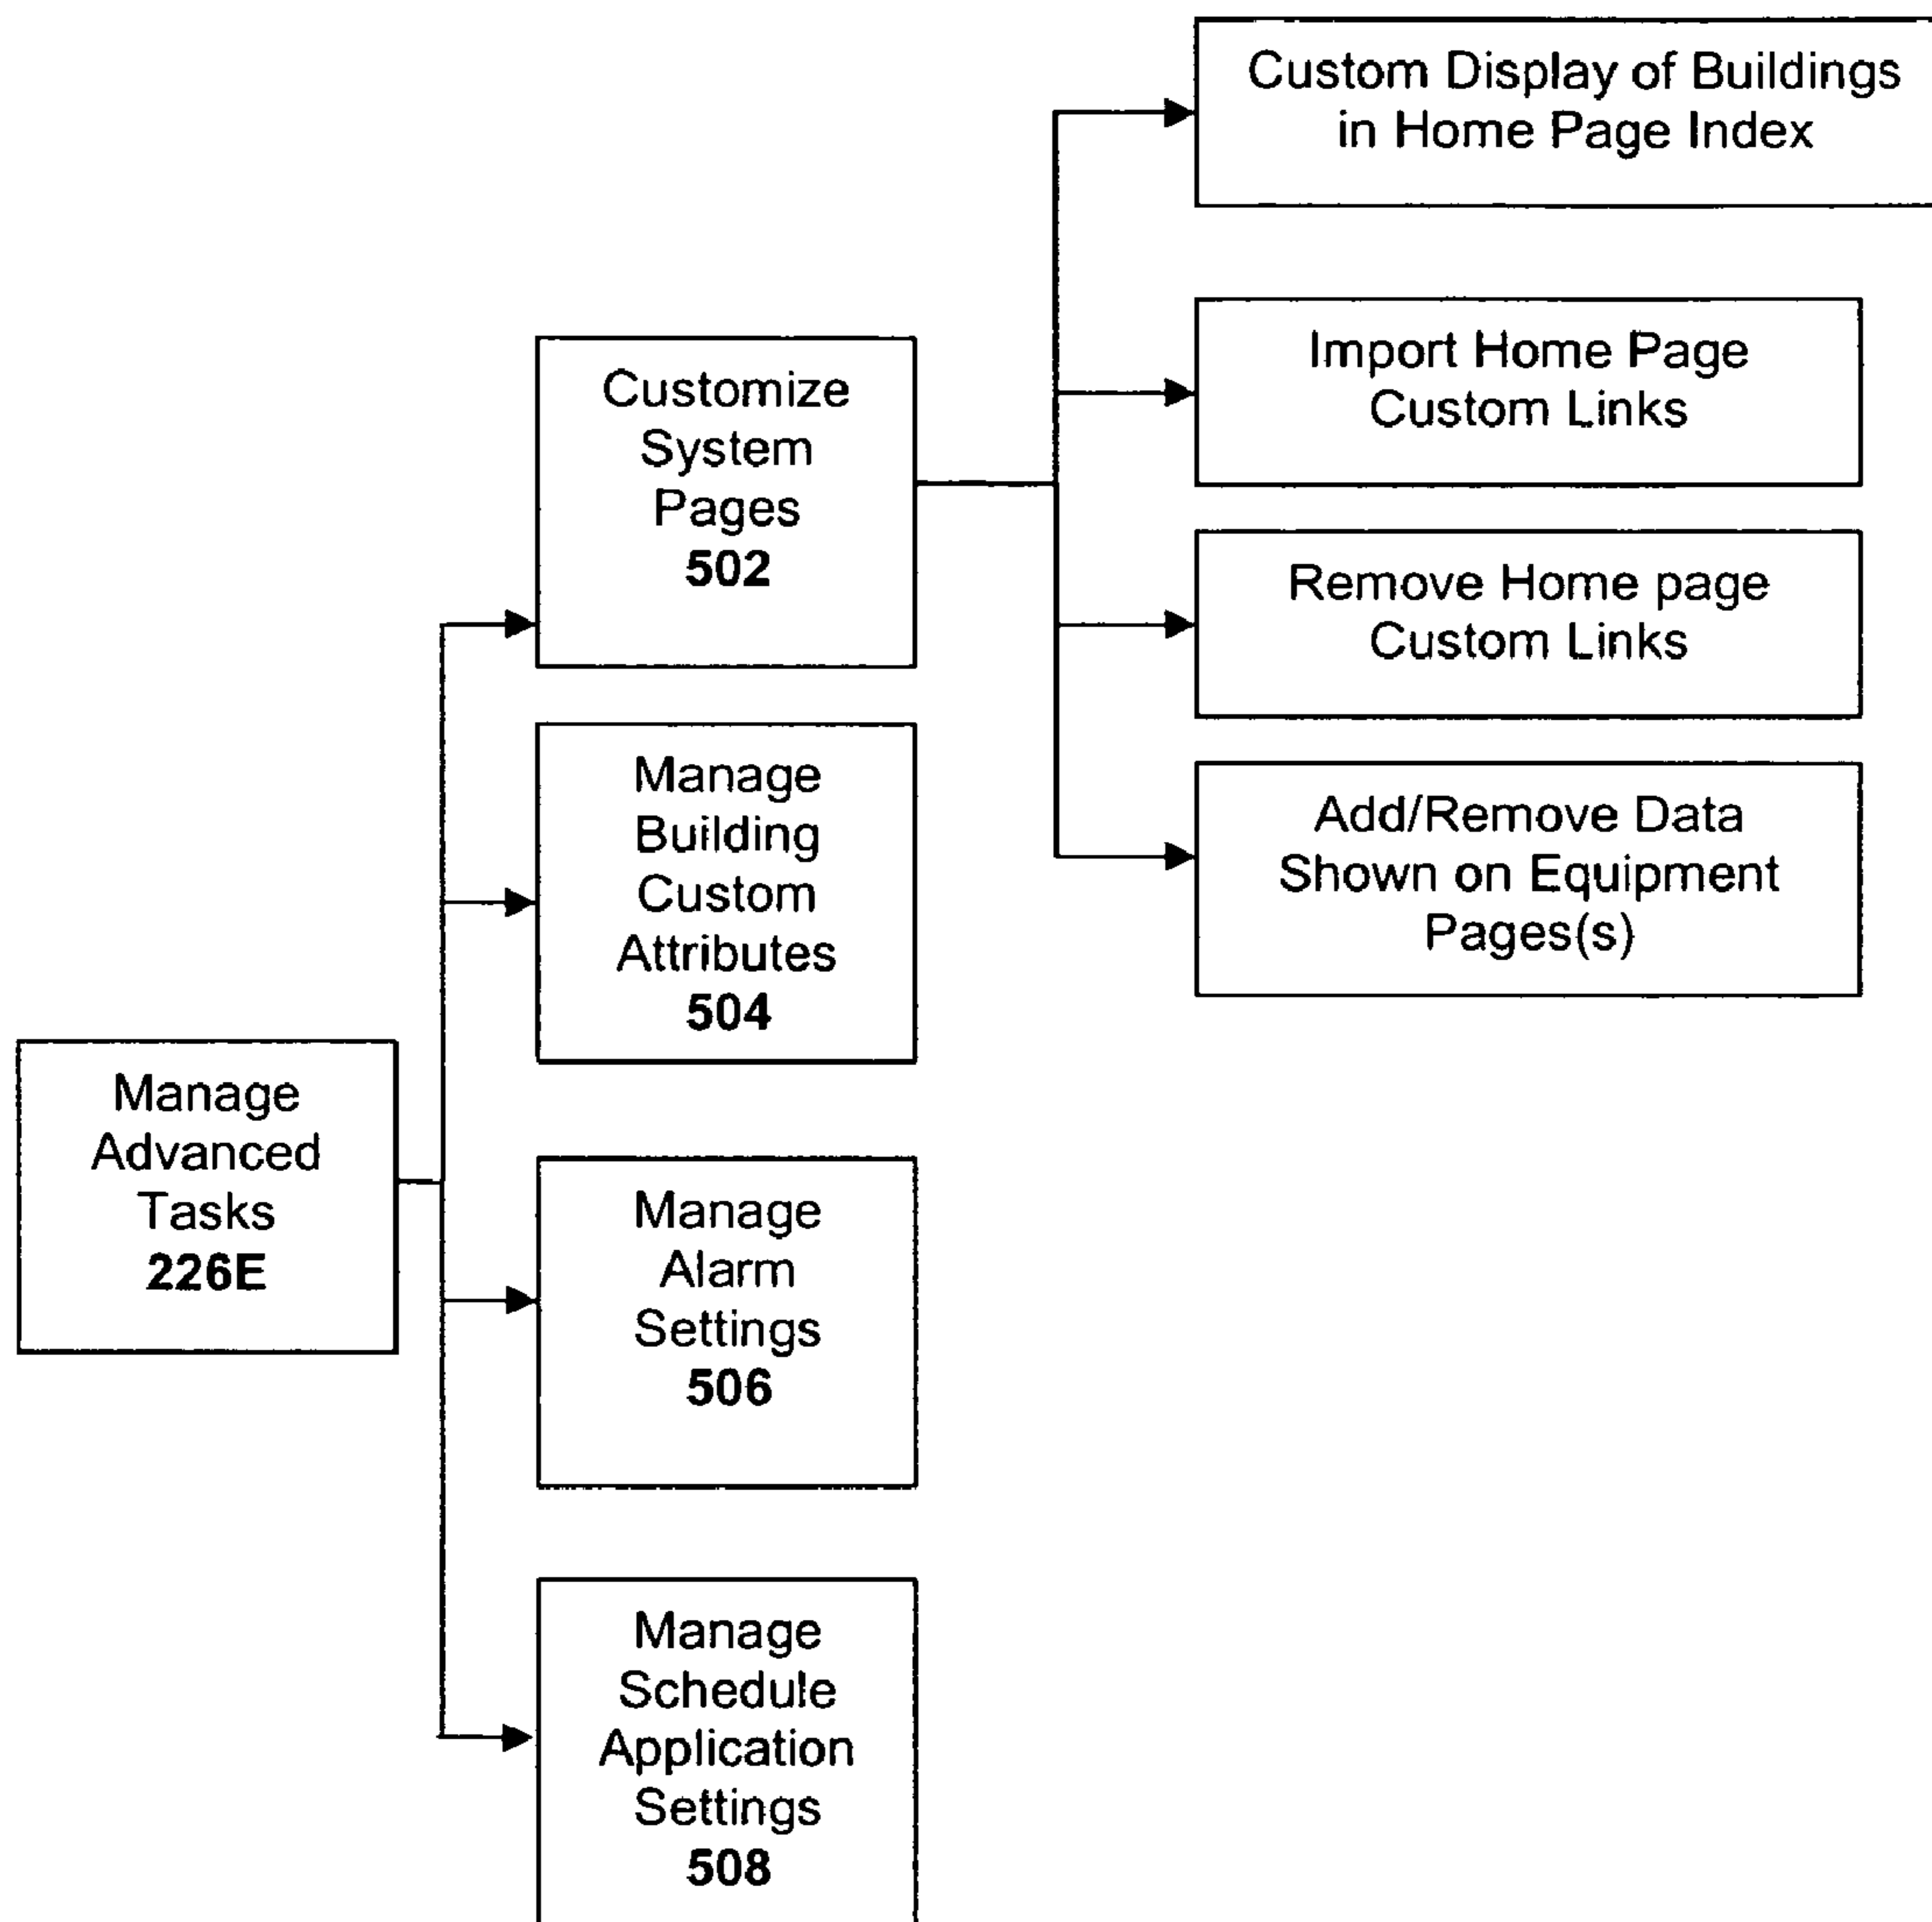 Custom Display of Buildings
in Home Page Index
Import Home Page
Custom Links
Customize
System
Pages
502
Remove Home page
Custom Links
Manage
Building
Custom
Attributes
504
Add/Remove Data
Shown on Equipment
Pages(s)
Manage
Advanced
Tasks
226E
Manage
Alarm
Settings
506
Manage
Schedule
Application
Settings
508